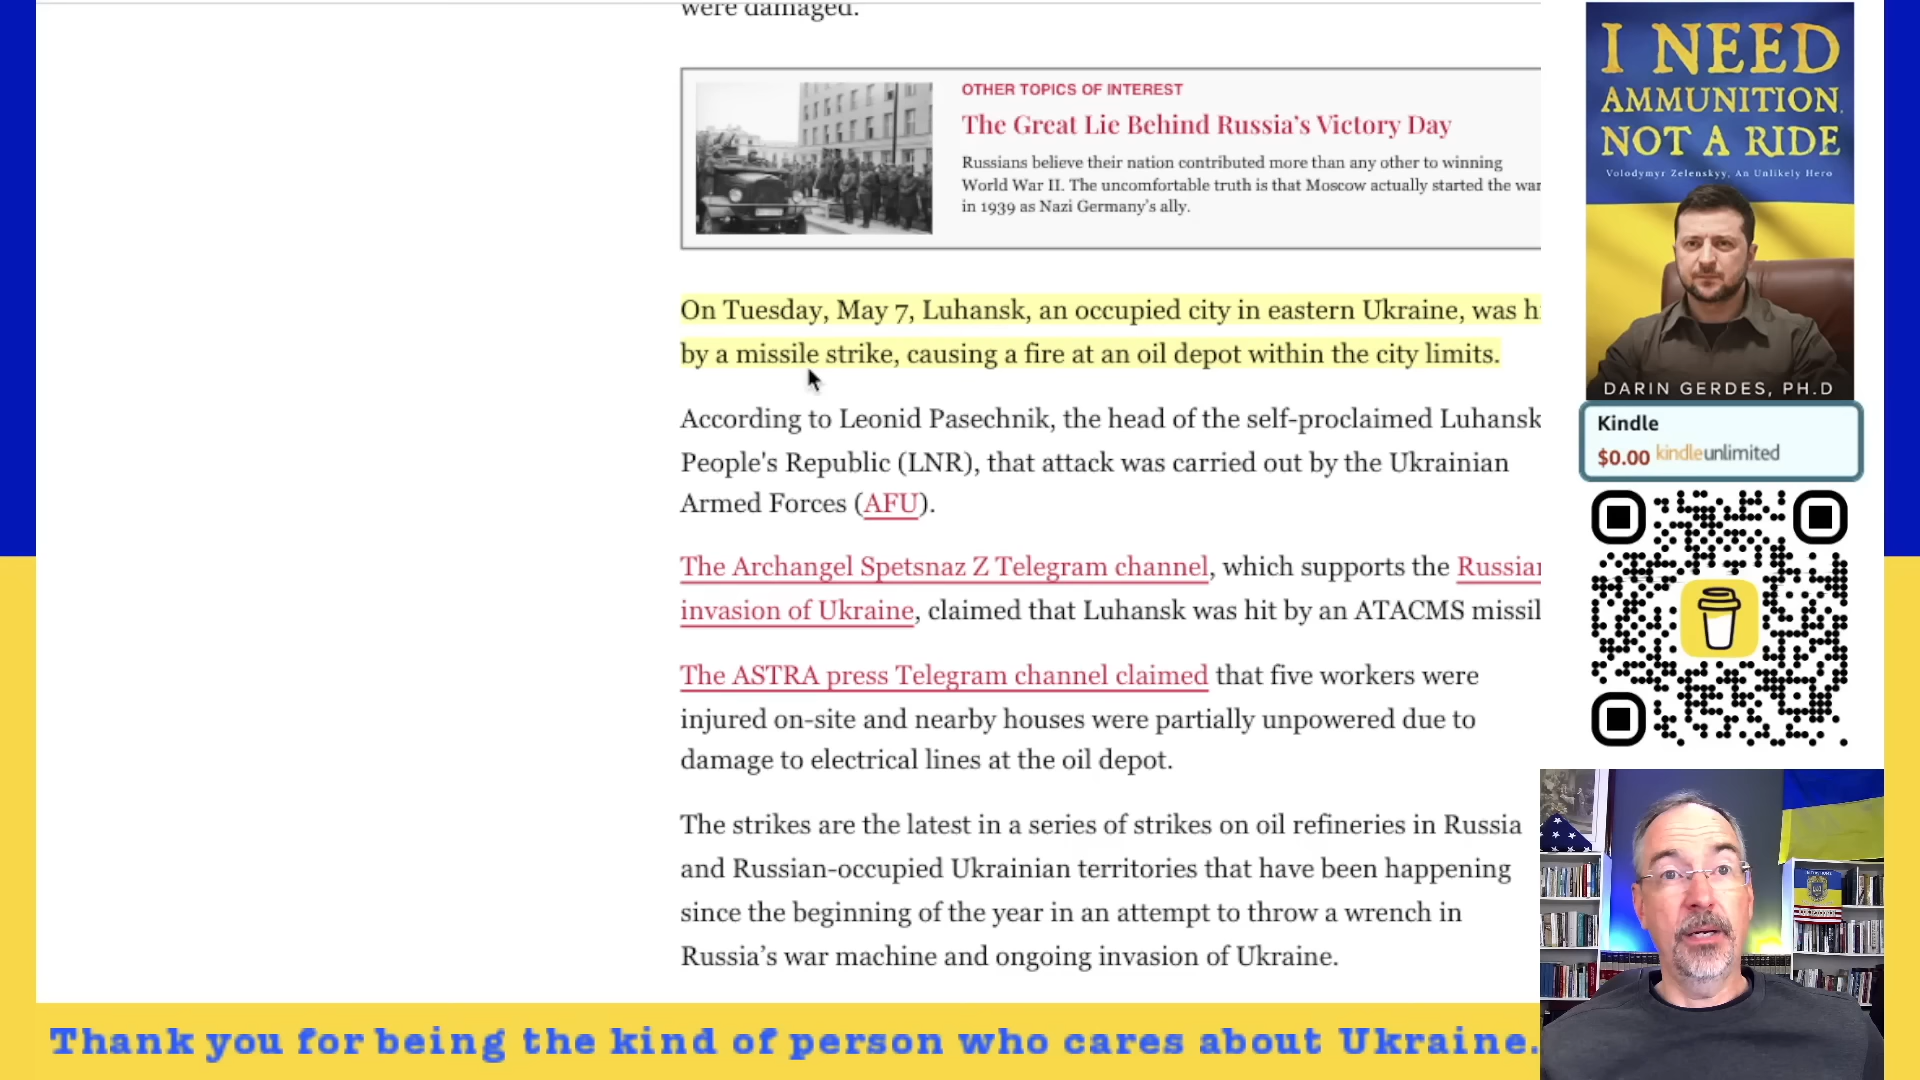 were damaged.
OTHER TOPICS OF INTEREST
The Great Lie Behind Russia's Victory Day
Russians believe their nation contributed more than any other to winning
World War II. The uncomfortable truth is that Moscow actually started the war
in 1939 as Nazi Germany's ally.
On Tuesday, May 7, Luhansk, an occupied city in eastern Ukraine, was
by a missile strike, causing a fire at an oil depot within the city limits.
According to Leonid Pasechnik, the head of the self-proclaimed Luhansk
People's Republic (LNR), that attack was carried out by the Ukrainian
Armed Forces (AFU).
The Archangel Spetsnaz Z Telegram channel, which supports the Russian
invasion of Ukraine, claimed that Luhansk was hit by an ATACMS missil
The ASTRA press Telegram channel claimed that five workers were
injured on-site and nearby houses were partially unpowered due to
damage to electrical lines at the oil depot.
The strikes are the latest in a series of strikes on oil refineries in Russia
and Russian-occupied Ukrainian territories that have been happening
since the beginning of the year in an attempt to throw a wrench in
Russia's war machine and ongoing invasion of Ukraine.
I NEED
AMMUNITION,
NOT A RIDE
Volodymyr Zelenskyy, An Unlikely Hero
DARIN GERDES, PH.D
Kindle
$0.00 kindleunlimited
Thank you for being the kind of person who cares about Ukraine.